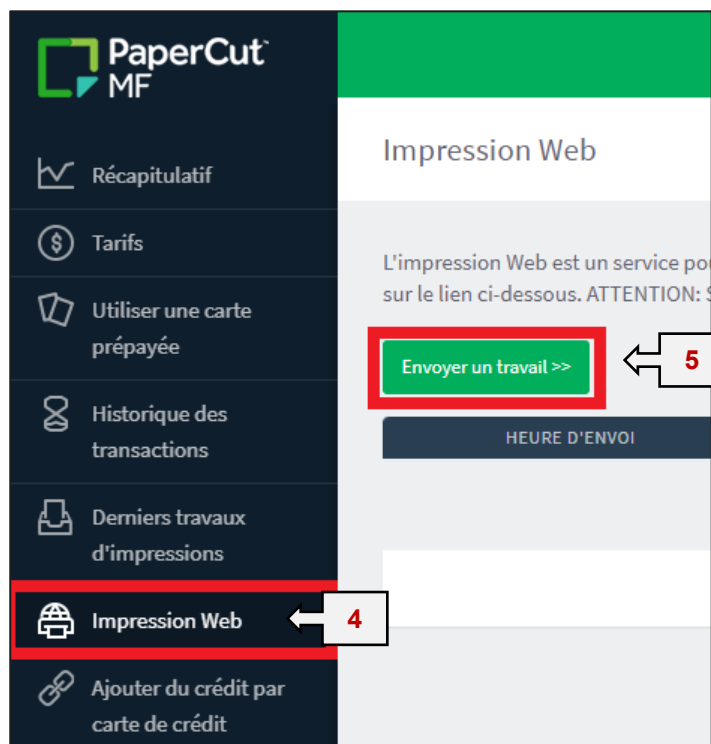 PaperCut
MF
Récapitulatif
Tarifs
Utiliser une carte
prépayée
Historique des
transactions
Derniers travaux
d'impressions
Impression Web
4
Ajouter du crédit par
carte de crédit
Impression Web
L'impression Web est un service
sur le lien ci-dessous. ATTENTION:
Envoyer un travail >>
5
HEURE D'ENVOI